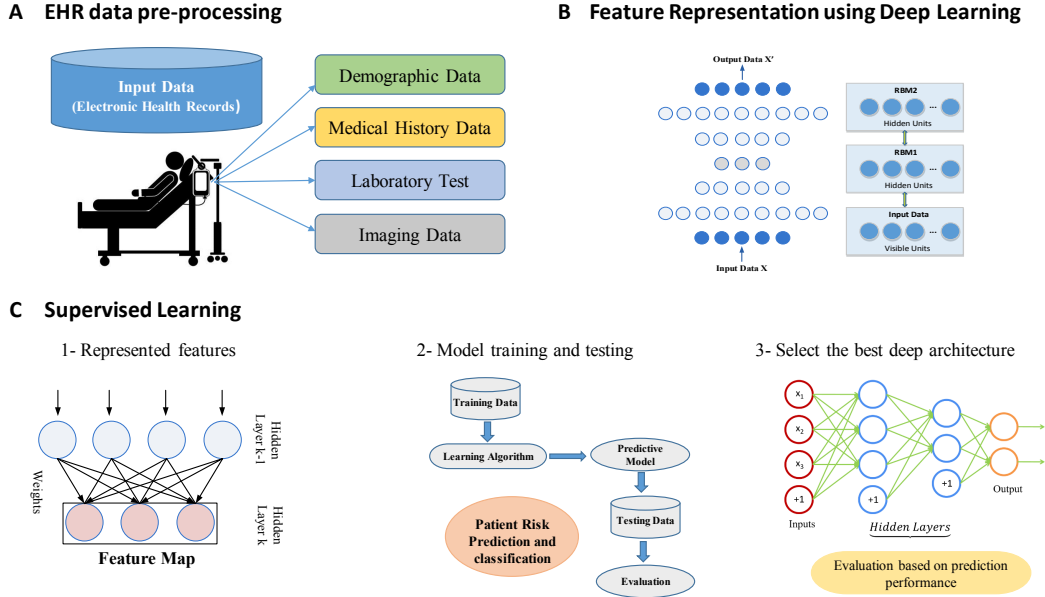 A EHR data pre-processing
Input Data
(Electronic Health Records)
Demographic Data
Medical History Data
Laboratory Test
Imaging Data
B Feature Representation using Deep Learning
Output Data X'
Input Data X
RBM2
...
Hidden Units
RBM1
...
Hidden Units
Input Data
...
Visible Units
C Supervised Learning
1- Represented features
Hidden
Layer k+1
Weights
Hidden
Layer k
Feature Map
2- Model training and testing
Training Data
Learning Algorithm
Predictive
Model
Testing Data
Evaluation
Patient Risk
Prediction and
classification
3- Select the best deep architecture
x₁
x₂
x₃
+1
+1
+1
Inputs
Hidden Layers
Output
Evaluation based on prediction
performance